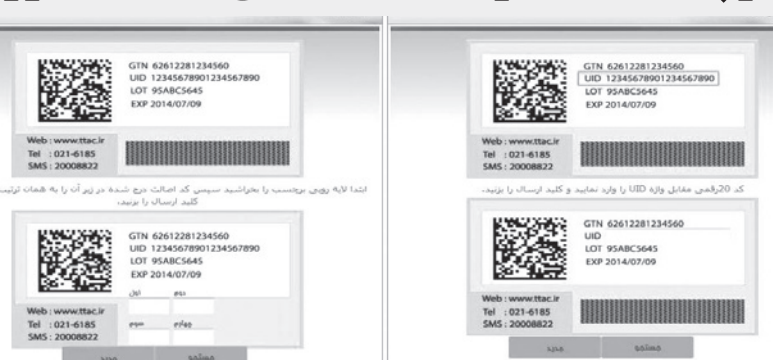 GTN 62612281234560
UID 12345678901234567890
LOT 95ABC5645
EXP 2014/07/09
Web : www.ttac.ir
Tel : 021-6185
SMS : 20008822
ابتدا لایه رویی برچسب را بخراشید سپس کد اصالت درج شده در زیر آن را به همان ترتیب
کلید ارسال را بزنید.
GTN 62612281234560
UID 12345678901234567890
LOT 95ABC5645
EXP 2014/07/09
اول دوم
سوم چهارم
Web : www.ttac.ir
Tel : 021-6185
SMS : 20008822
جستجو جدید
GTN 62612281234560
UID 12345678901234567890
LOT 95ABC5645
EXP 2014/07/09
Web : www.ttac.ir
Tel : 021-6185
SMS : 20008822
کد 20رقمی مقابل واژه UID را وارد نمایید و کلید ارسال را بزنید.
GTN 62612281234560
UID
LOT 95ABC5645
EXP 2014/07/09
Web : www.ttac.ir
Tel : 021-6185
SMS : 20008822
جستجو جدید